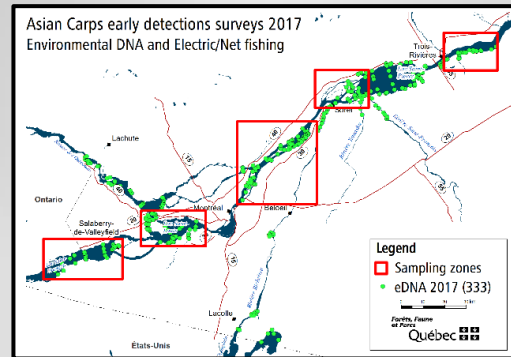 Asian Carps early detections surveys 2017
Environmental DNA and Electric/Net fishing
Trois-
Rivières
Sorel
Lachute
Ontario
Montréal
Beloeil
Salaberry-
de-Valleyfield
Lacolle
États-Unis
Legend
Sampling zones
eDNA 2017 (333)
Forêts, Faune
et Parcs
Québec